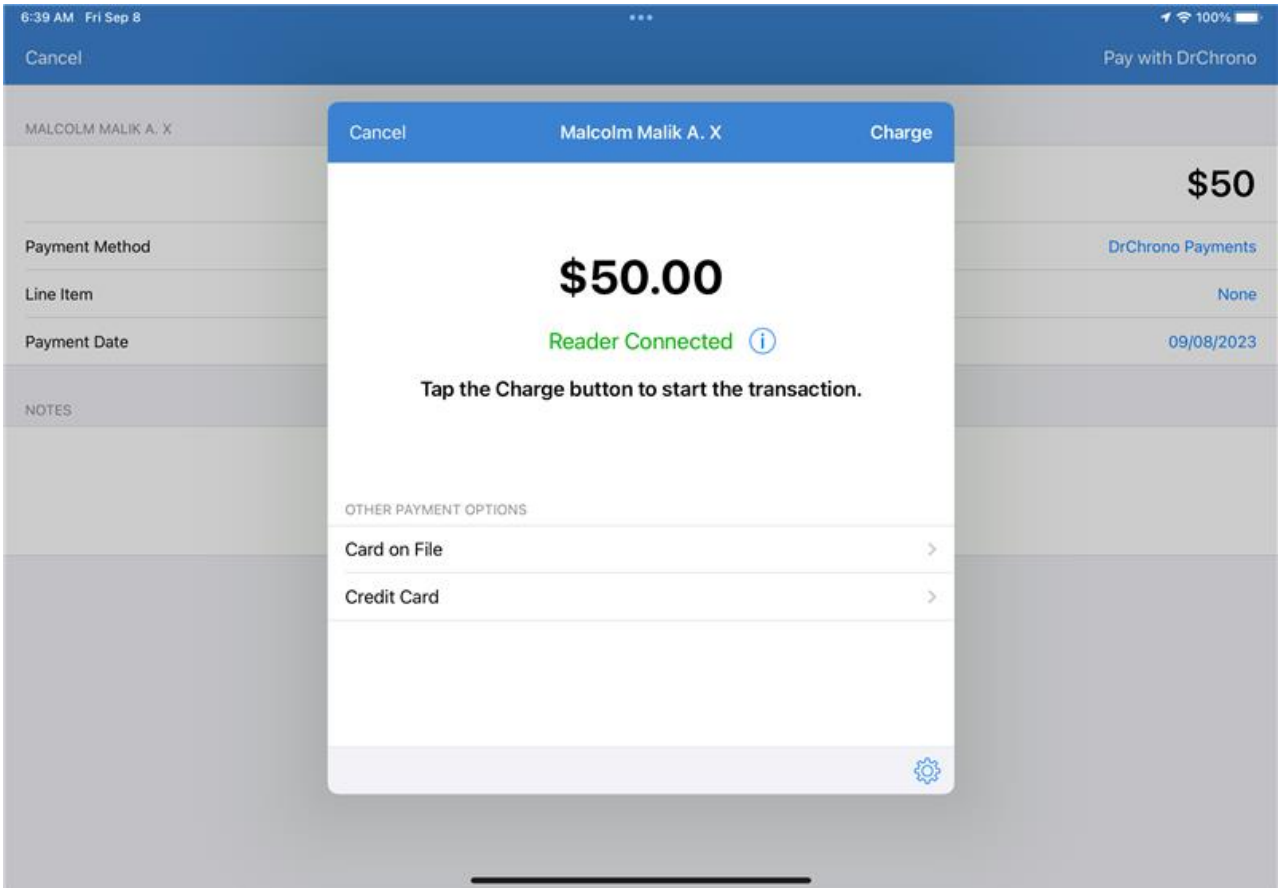 6:39 AM Fri Sep 8
100%
Cancel
Pay with DrChrono
MALCOLM MALIK A. X
$50
Payment Method
DrChrono Payments
Line Item
None
Payment Date
09/08/2023
NOTES
Cancel
Malcolm Malik A. X
Charge
$50.00
Reader Connected
Tap the Charge button to start the transaction.
OTHER PAYMENT OPTIONS
Card on File
Credit Card